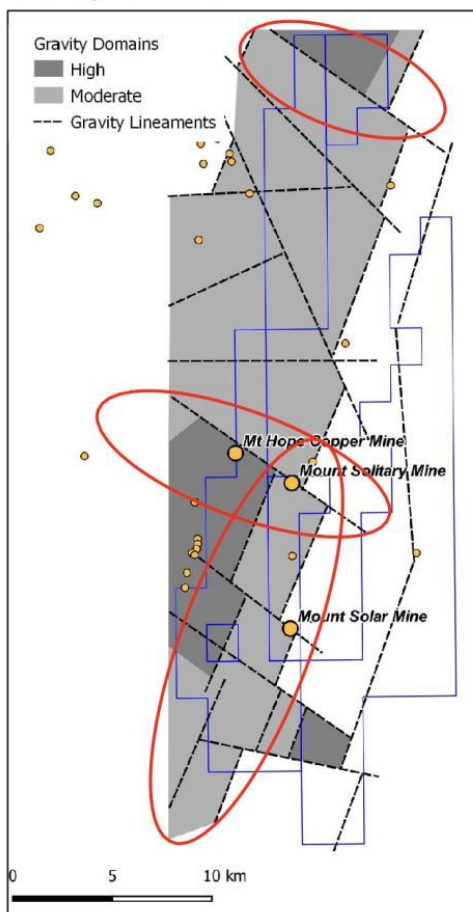 Gravity Domains
High
Moderate
Gravity Lineaments
Mt Hope Copper Mine
Mount Solitary Mine
Mount Solar Mine
0 5 10 km